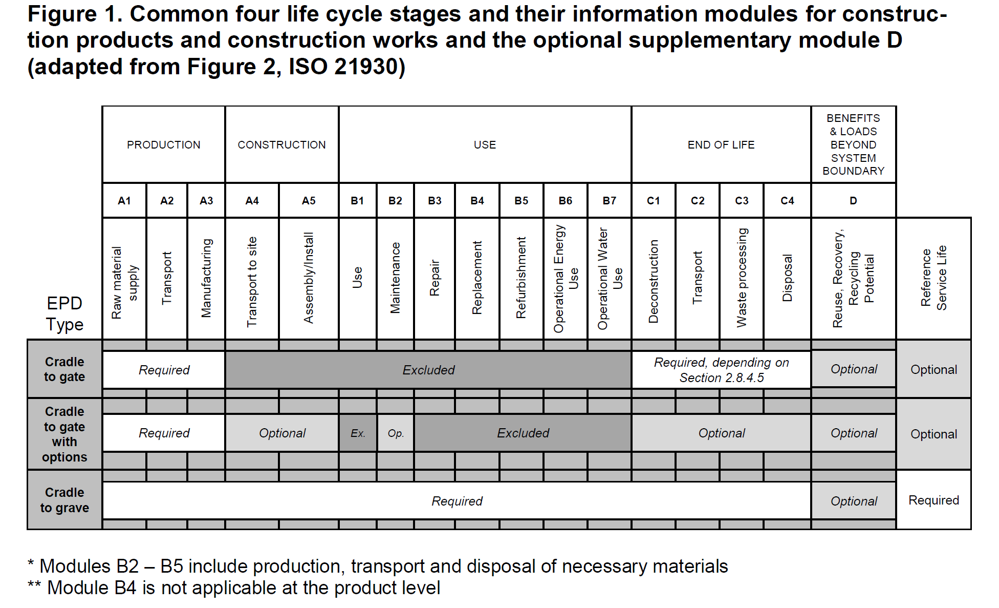 Figure 1. Common four life cycle stages and their information modules for construc-
tion products and construction works and the optional supplementary module D
(adapted from Figure 2, ISO 21930)
PRODUCTION
CONSTRUCTION
USE
END OF LIFE
BENEFITS
& LOADS
BEYOND
SYSTEM
BOUNDARY
A1
A2
A3
A4
A5
B1
B2
B3
B4
B5
B6
B7
C1
C2
C3
C4
D
EPD
Type
Raw material
supply
Transport
Manufacturing
Transport to site
Assembly/Install
Use
Maintenance
Repair
Replacement
Refurbishment
Operational Energy
Use
Operational Water
Use
Deconstruction
Transport
Waste processing
Disposal
Reuse, Recovery,
Recycling
Potential
Reference
Service Life
Cradle
to gate
Required
Excluded
Required, depending on
Section 2.8.4.5
Optional
Optional
Cradle
to gate
with
options
Required
Optional
Ex.
Op.
Excluded
Optional
Optional
Optional
Cradle
to grave
Required
Optional
Required
* Modules B2 – B5 include production, transport and disposal of necessary materials
** Module B4 is not applicable at the product level